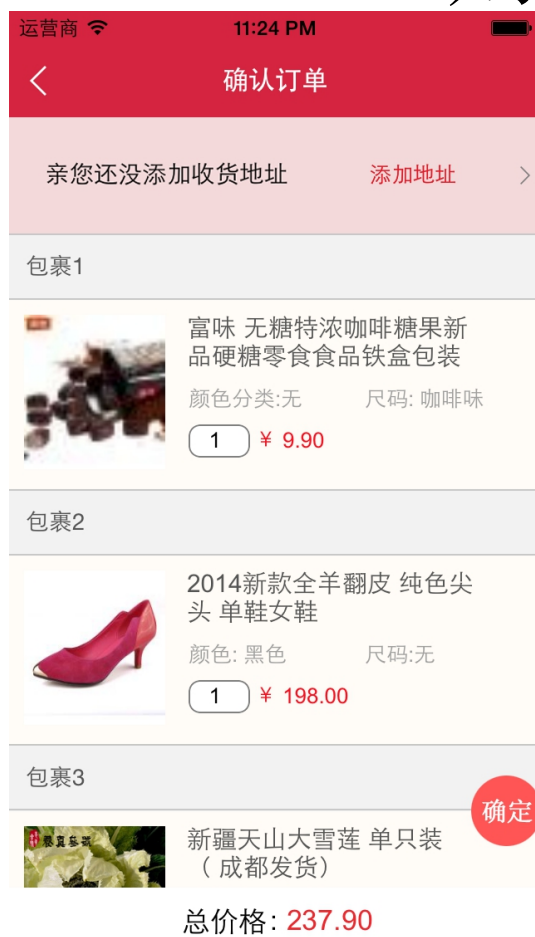 运营商 11:24 PM
确认订单
亲您还没添加收货地址 添加地址
包裹1
富味 无糖特浓咖啡糖果新
品硬糖零食食品铁盒包装
颜色分类:无 尺码: 咖啡味
1 ¥ 9.90
包裹2
2014新款全羊翻皮 纯色尖
头 单鞋女鞋
颜色: 黑色 尺码:无
1 ¥ 198.00
包裹3
确定
新疆天山大雪莲 单只装
（ 成都发货）
总价格: 237.90